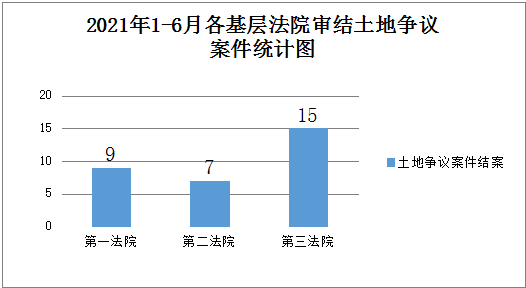 2021年1-6月各基层法院审结土地争议
案件统计图
20
15
10
5
0
9
7
15
第一法院
第二法院
第三法院
土地争议案件结案